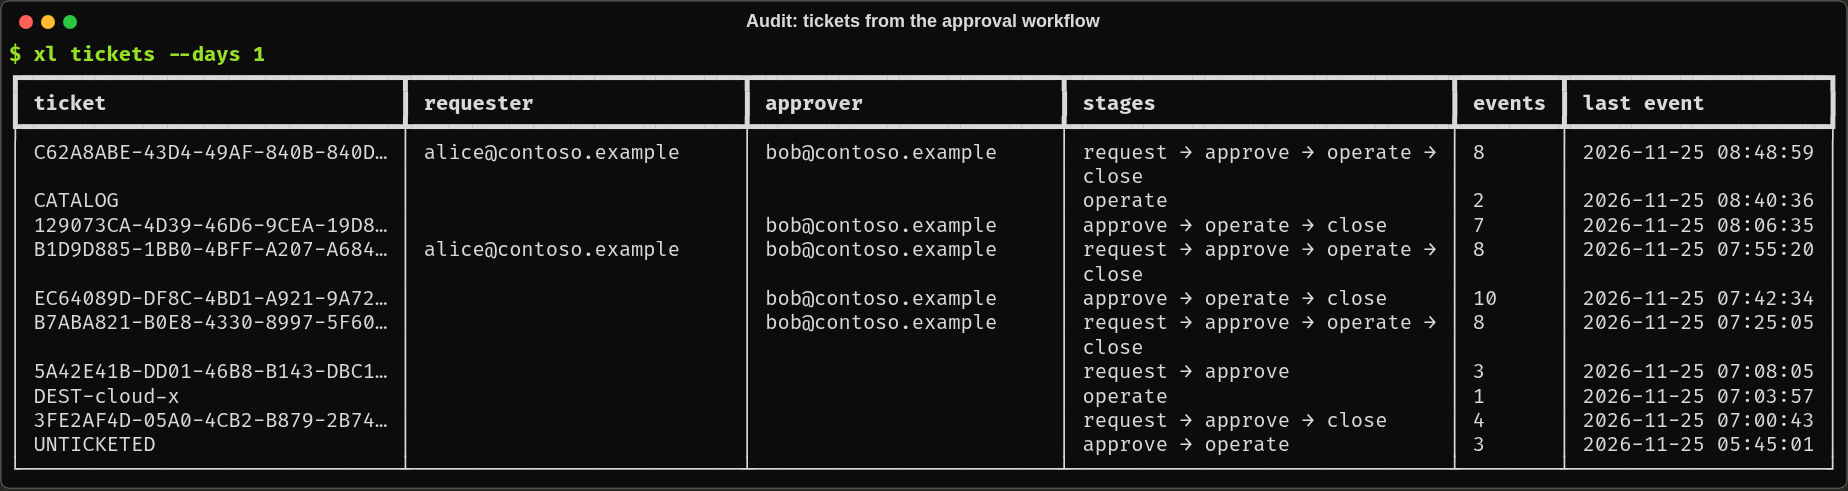 Audit: tickets from the approval workflow
$ xl tickets --days 1
ticket requester approver stages events last event
C62A8ABE-43D4-49AF-840B-840D… alice@contoso.example bob@contoso.example request → approve → operate → 8 2026-11-25 08:48:59
close
CATALOG operate 2 2026-11-25 08:40:36
129073CA-4D39-46D6-9CEA-19D8… bob@contoso.example approve → operate → close 7 2026-11-25 08:06:35
B1D9D885-1BB0-4BFF-A207-A684… alice@contoso.example bob@contoso.example request → approve → operate → 8 2026-11-25 07:55:20
close
EC64089D-DF8C-4BD1-A921-9A72… bob@contoso.example approve → operate → close 10 2026-11-25 07:42:34
B7ABA821-B0E8-4330-8997-5F60… bob@contoso.example request → approve → operate → 8 2026-11-25 07:25:05
close
5A42E41B-DD01-46B8-B143-DBC1… request → approve 3 2026-11-25 07:08:05
DEST-cloud-x operate 1 2026-11-25 07:03:57
3FE2AF4D-05A0-4CB2-B879-2B74… request → approve → close 4 2026-11-25 07:00:43
UNTICKETED approve → operate 3 2026-11-25 05:45:01